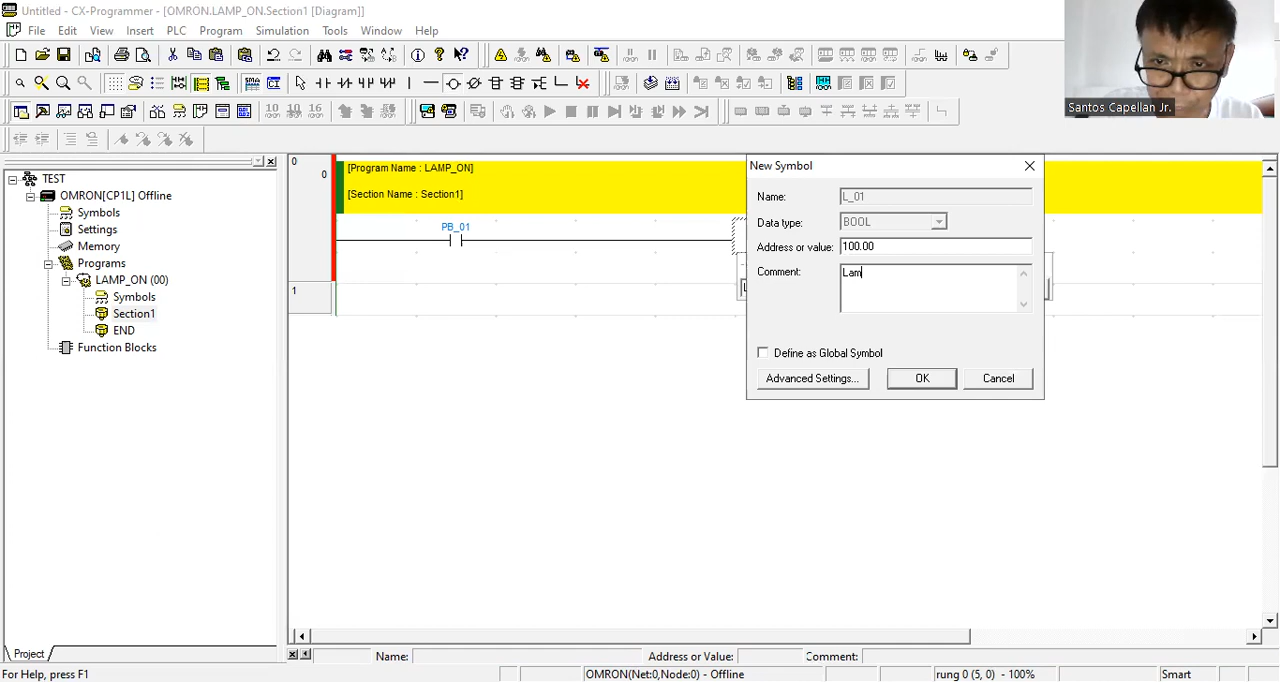 Untitled - CX-Programmer - [OMRON.LAMP_ON.Section1 [Diagram]]
File Edit View Insert PLC Program Simulation Tools Window Help
Santos Capellan Jr.
10 10 16
TEST
OMRON[CP1L] Offline
Symbols
Settings
Memory
Programs
LAMP_ON (00)
Symbols
Section1
END
Function Blocks
Project
0
0
[Program Name : LAMP_ON]
[Section Name : Section1]
PB_01
1
New Symbol
Name: L_01
Data type: BOOL
Address or value: 100.00
Comment: Lam
Define as Global Symbol
Advanced Settings... OK Cancel
Name: Address or Value: Comment:
For Help, press F1 OMRON(Net:0,Node:0) - Offline rung 0 (5, 0) - 100% Smart